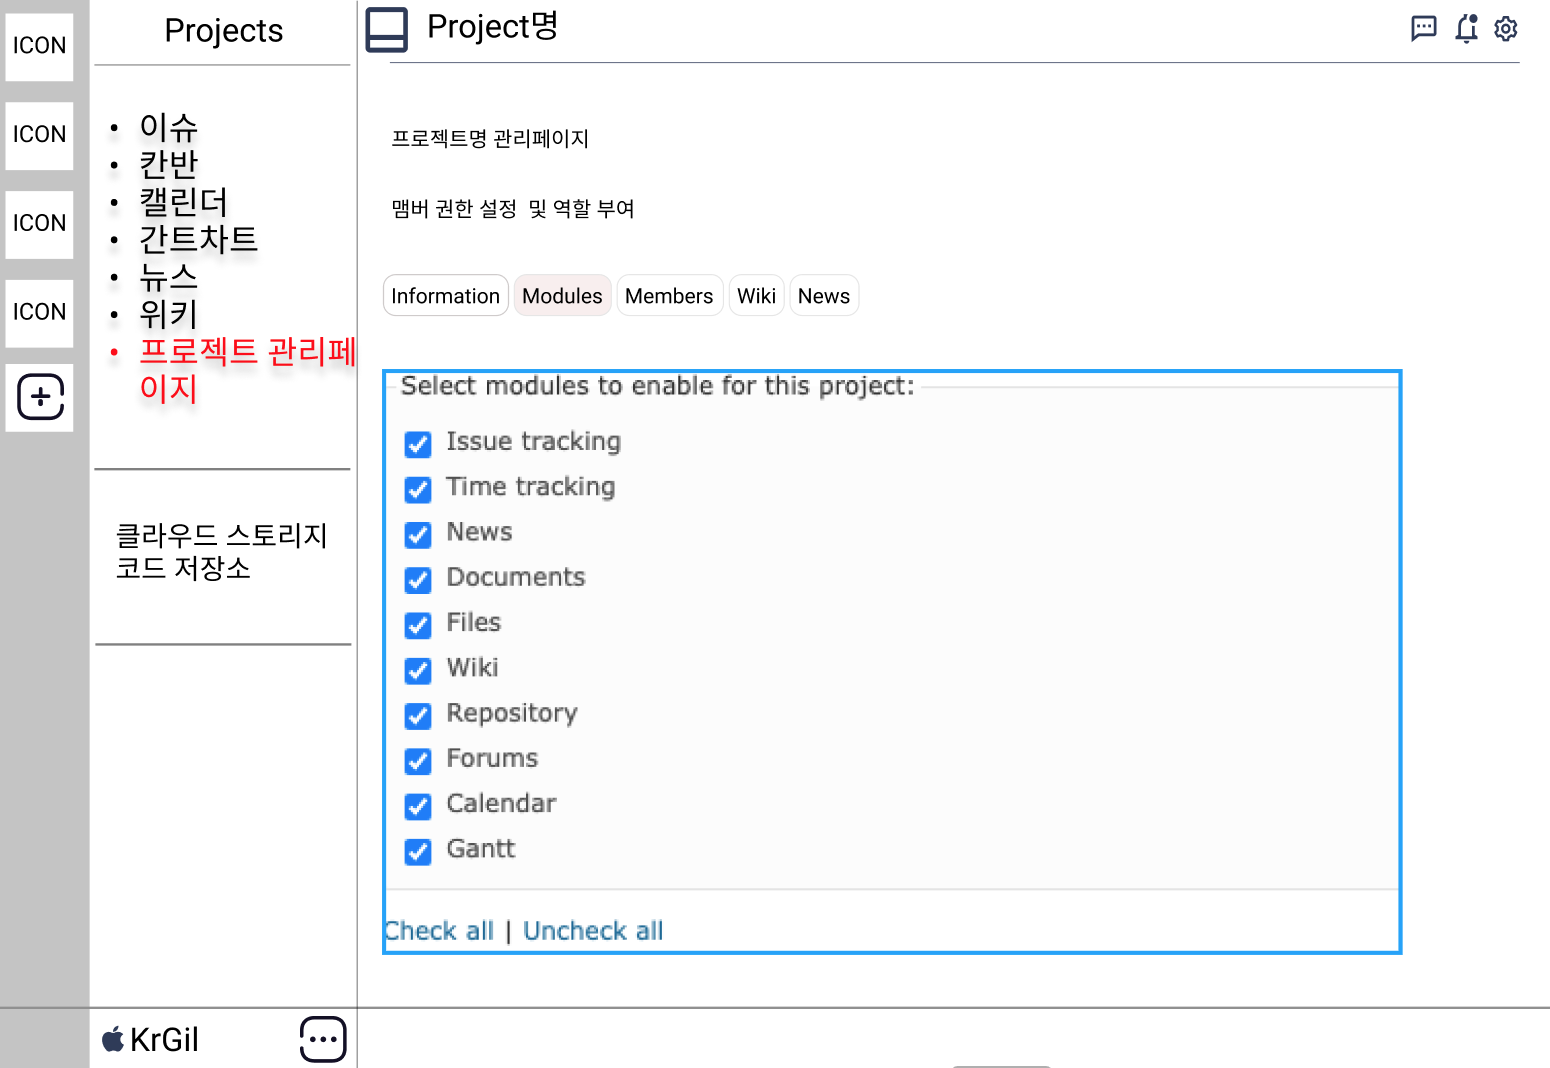 ICON
ICON
ICON
ICON
Projects
• 이슈
• 칸반
• 캘린더
• 간트차트
• 뉴스
• 위키
• 프로젝트 관리페
이지
클라우드 스토리지
코드 저장소
KrGil
Project명
프로젝트명 관리페이지
맴버 권한 설정 및 역할 부여
Information Modules Members Wiki News
Select modules to enable for this project:
Issue tracking
Time tracking
News
Documents
Files
Wiki
Repository
Forums
Calendar
Gantt
Check all | Uncheck all